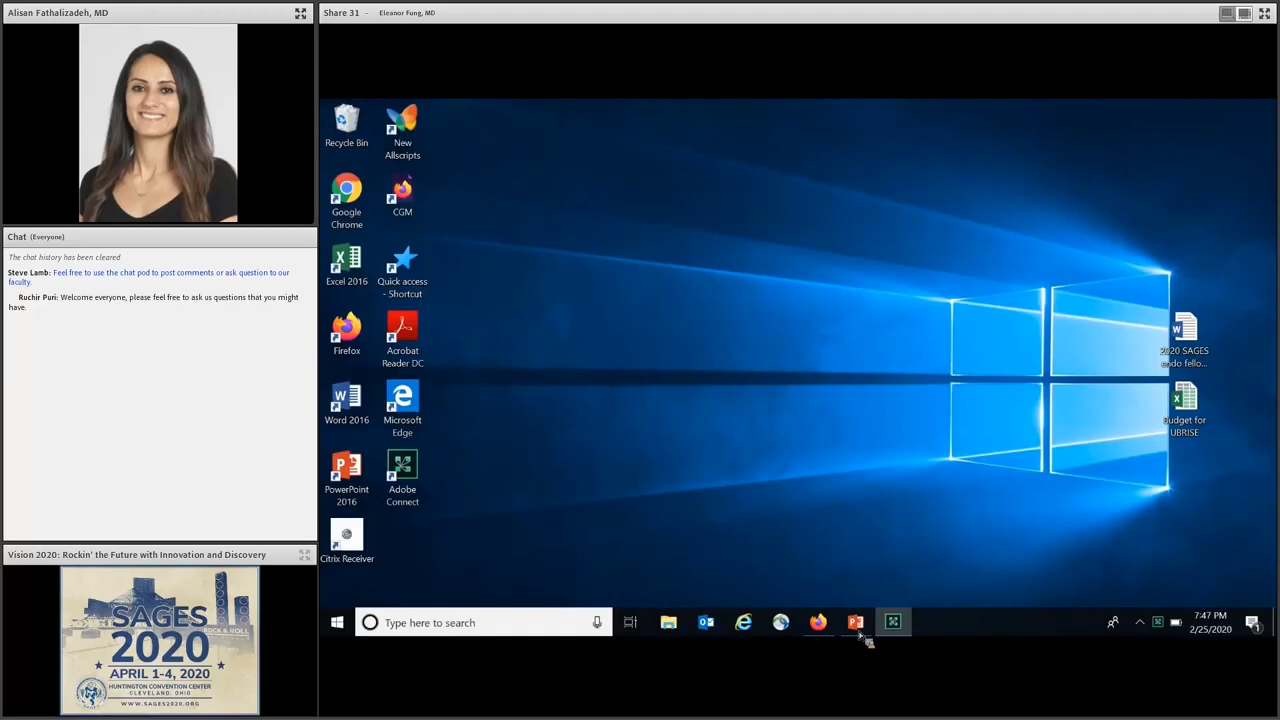 Alisan Fathalizadeh, MD
Chat (Everyone)
The chat history has been cleared
Steve Lamb: Feel free to use the chat pod to post comments or ask question to our
faculty.
Ruchir Puri: Welcome everyone, please feel free to ask us questions that you might
have.
Vision 2020: Rockin' the Future with Innovation and Discovery
ROCK & ROLL
SAGES
2020
APRIL 1-4, 2020
HUNTINGTON CONVENTION CENTER
CLEVELAND, OHIO
WWW.SAGES2020.ORG
Share 31 - Eleanor Fung, MD
Recycle Bin
New
Allscripts
Google
Chrome
CGM
Excel 2016
Quick access
- Shortcut
Firefox
Acrobat
Reader DC
Word 2016
Microsoft
Edge
PowerPoint
2016
Adobe
Connect
Citrix Receiver
2020 SAGES
endo fello...
Budget for
UBRISE
Type here to search
7:47 PM
2/25/2020
1